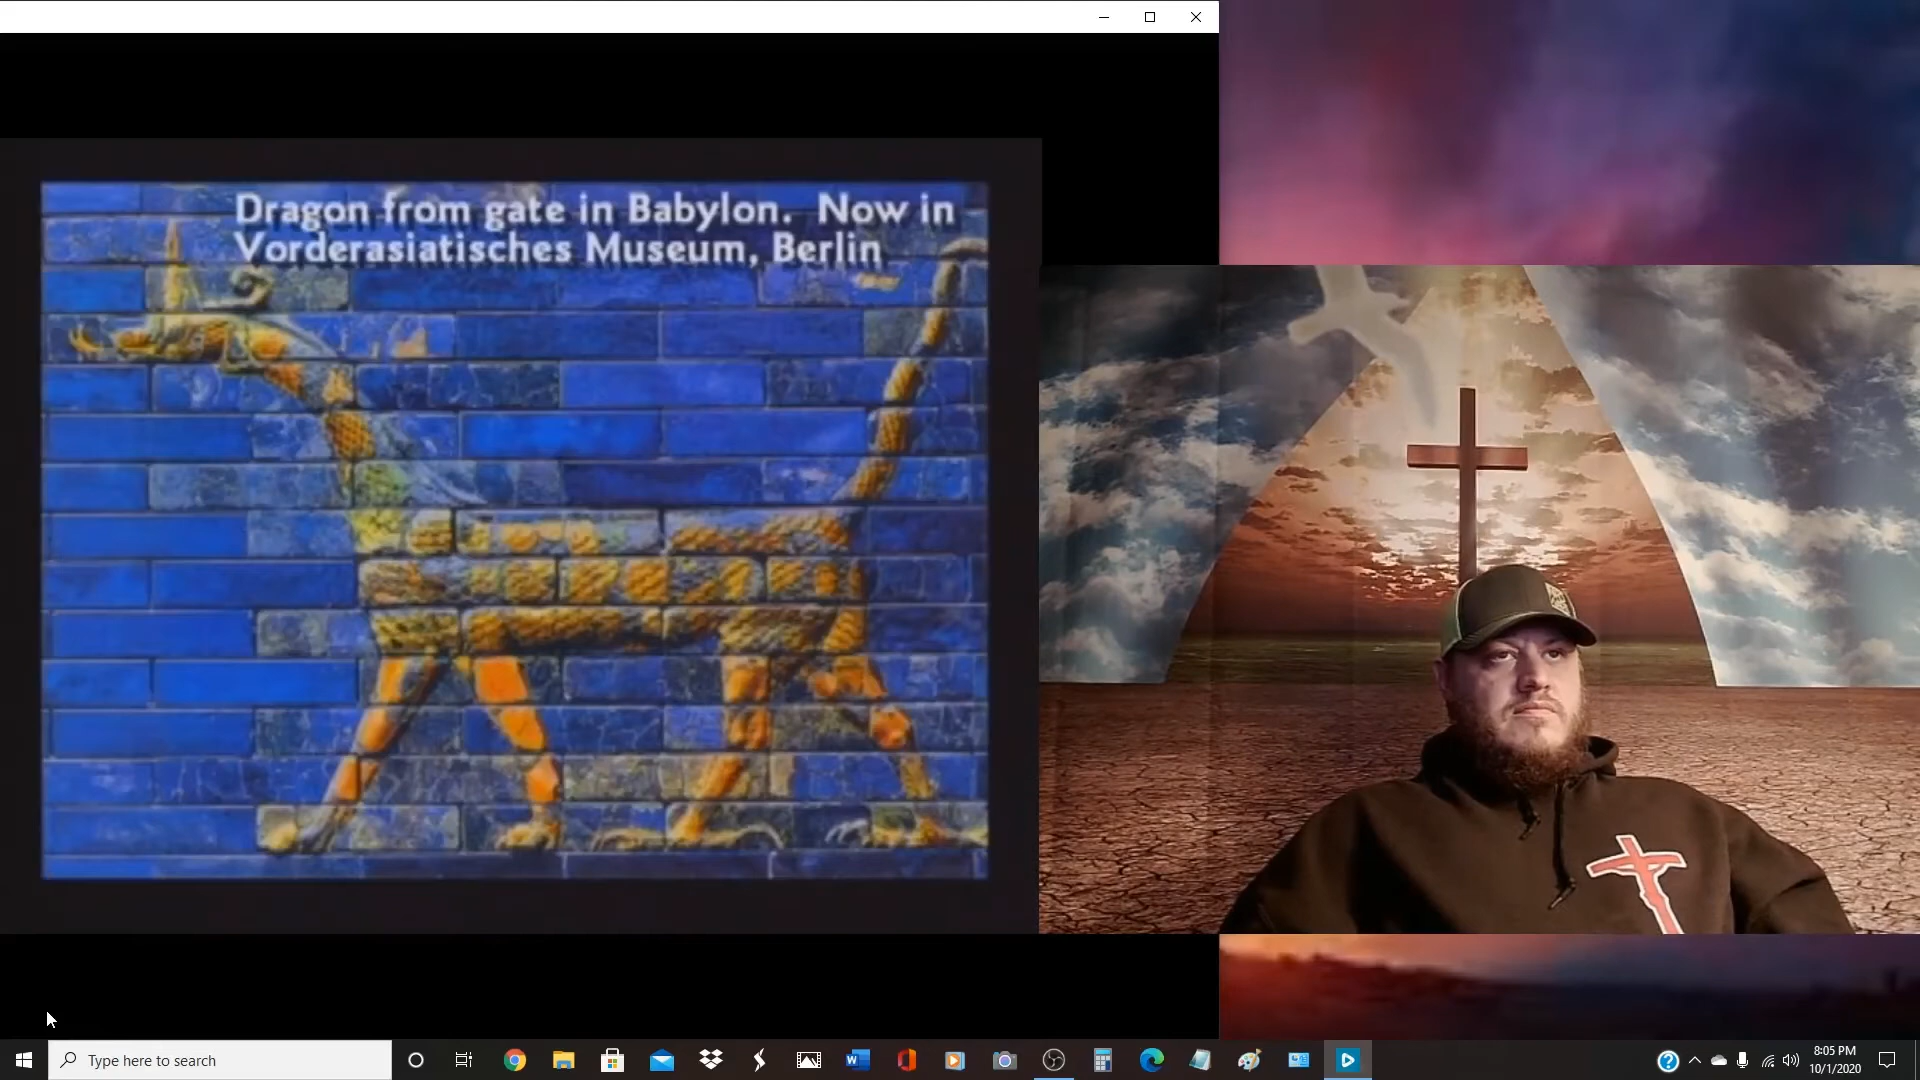 Dragon from gate in Babylon. Now in
Vorderasiatisches Museum, Berlin
Type here to search
8:05 PM
10/1/2020